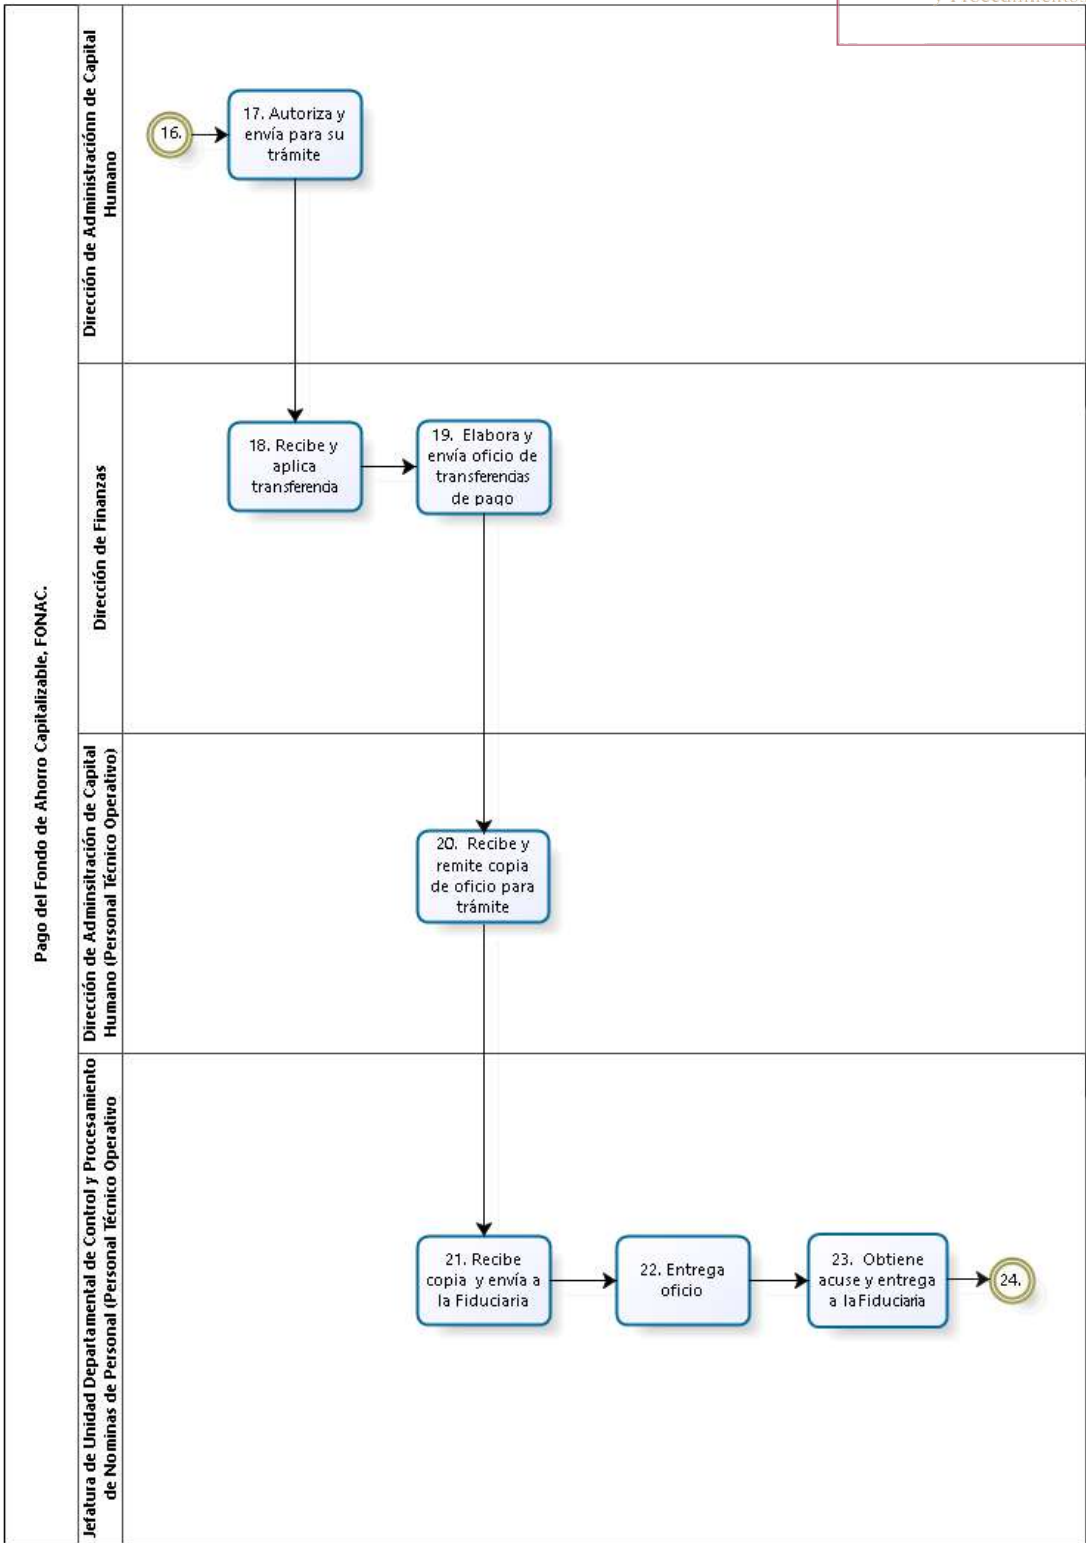 y Procedimientos
Pago del Fondo de Ahorro Capitalizable, FONAC.
Dirección de Administraciónn de Capital
Humano
16.
17. Autoriza y
envía para su
trámite
Dirección de Finanzas
18. Recibe y
aplica
transferencia
19. Elabora y
envía oficio de
transferencias
de pago
Dirección de Adminsitración de Capital
Humano (Personal Técnico Operativo)
20. Recibe y
remite copia
de oficio para
trámite
Jefatura de Unidad Departamental de Control y Procesamiento
de Nominas de Personal (Personal Técnico Operativo
21. Recibe
copia y envía a
la Fiduciaria
22. Entrega
oficio
23. Obtiene
acuse y entrega
a la Fiduciaria
24.